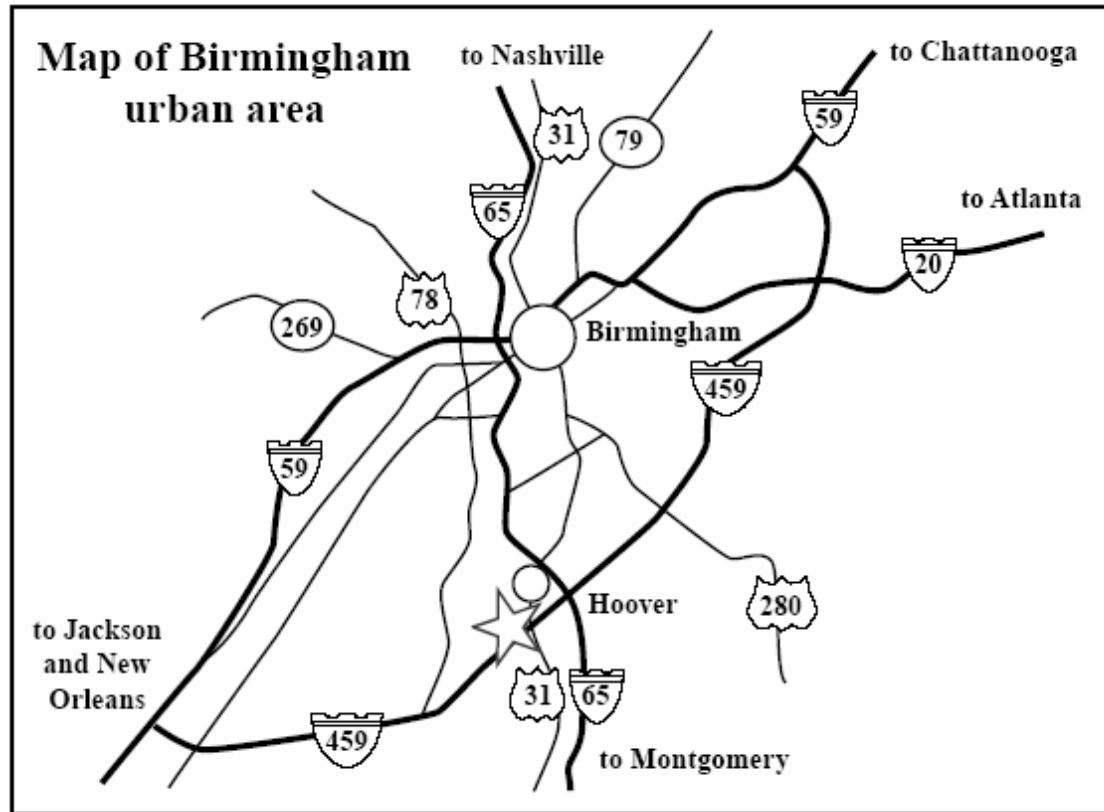 Map of Birmingham
urban area
to Nashville
to Chattanooga
59
31
79
65
to Atlanta
20
78
269
Birmingham
459
59
Hoover
280
to Jackson
and New
Orleans
31
65
459
to Montgomery